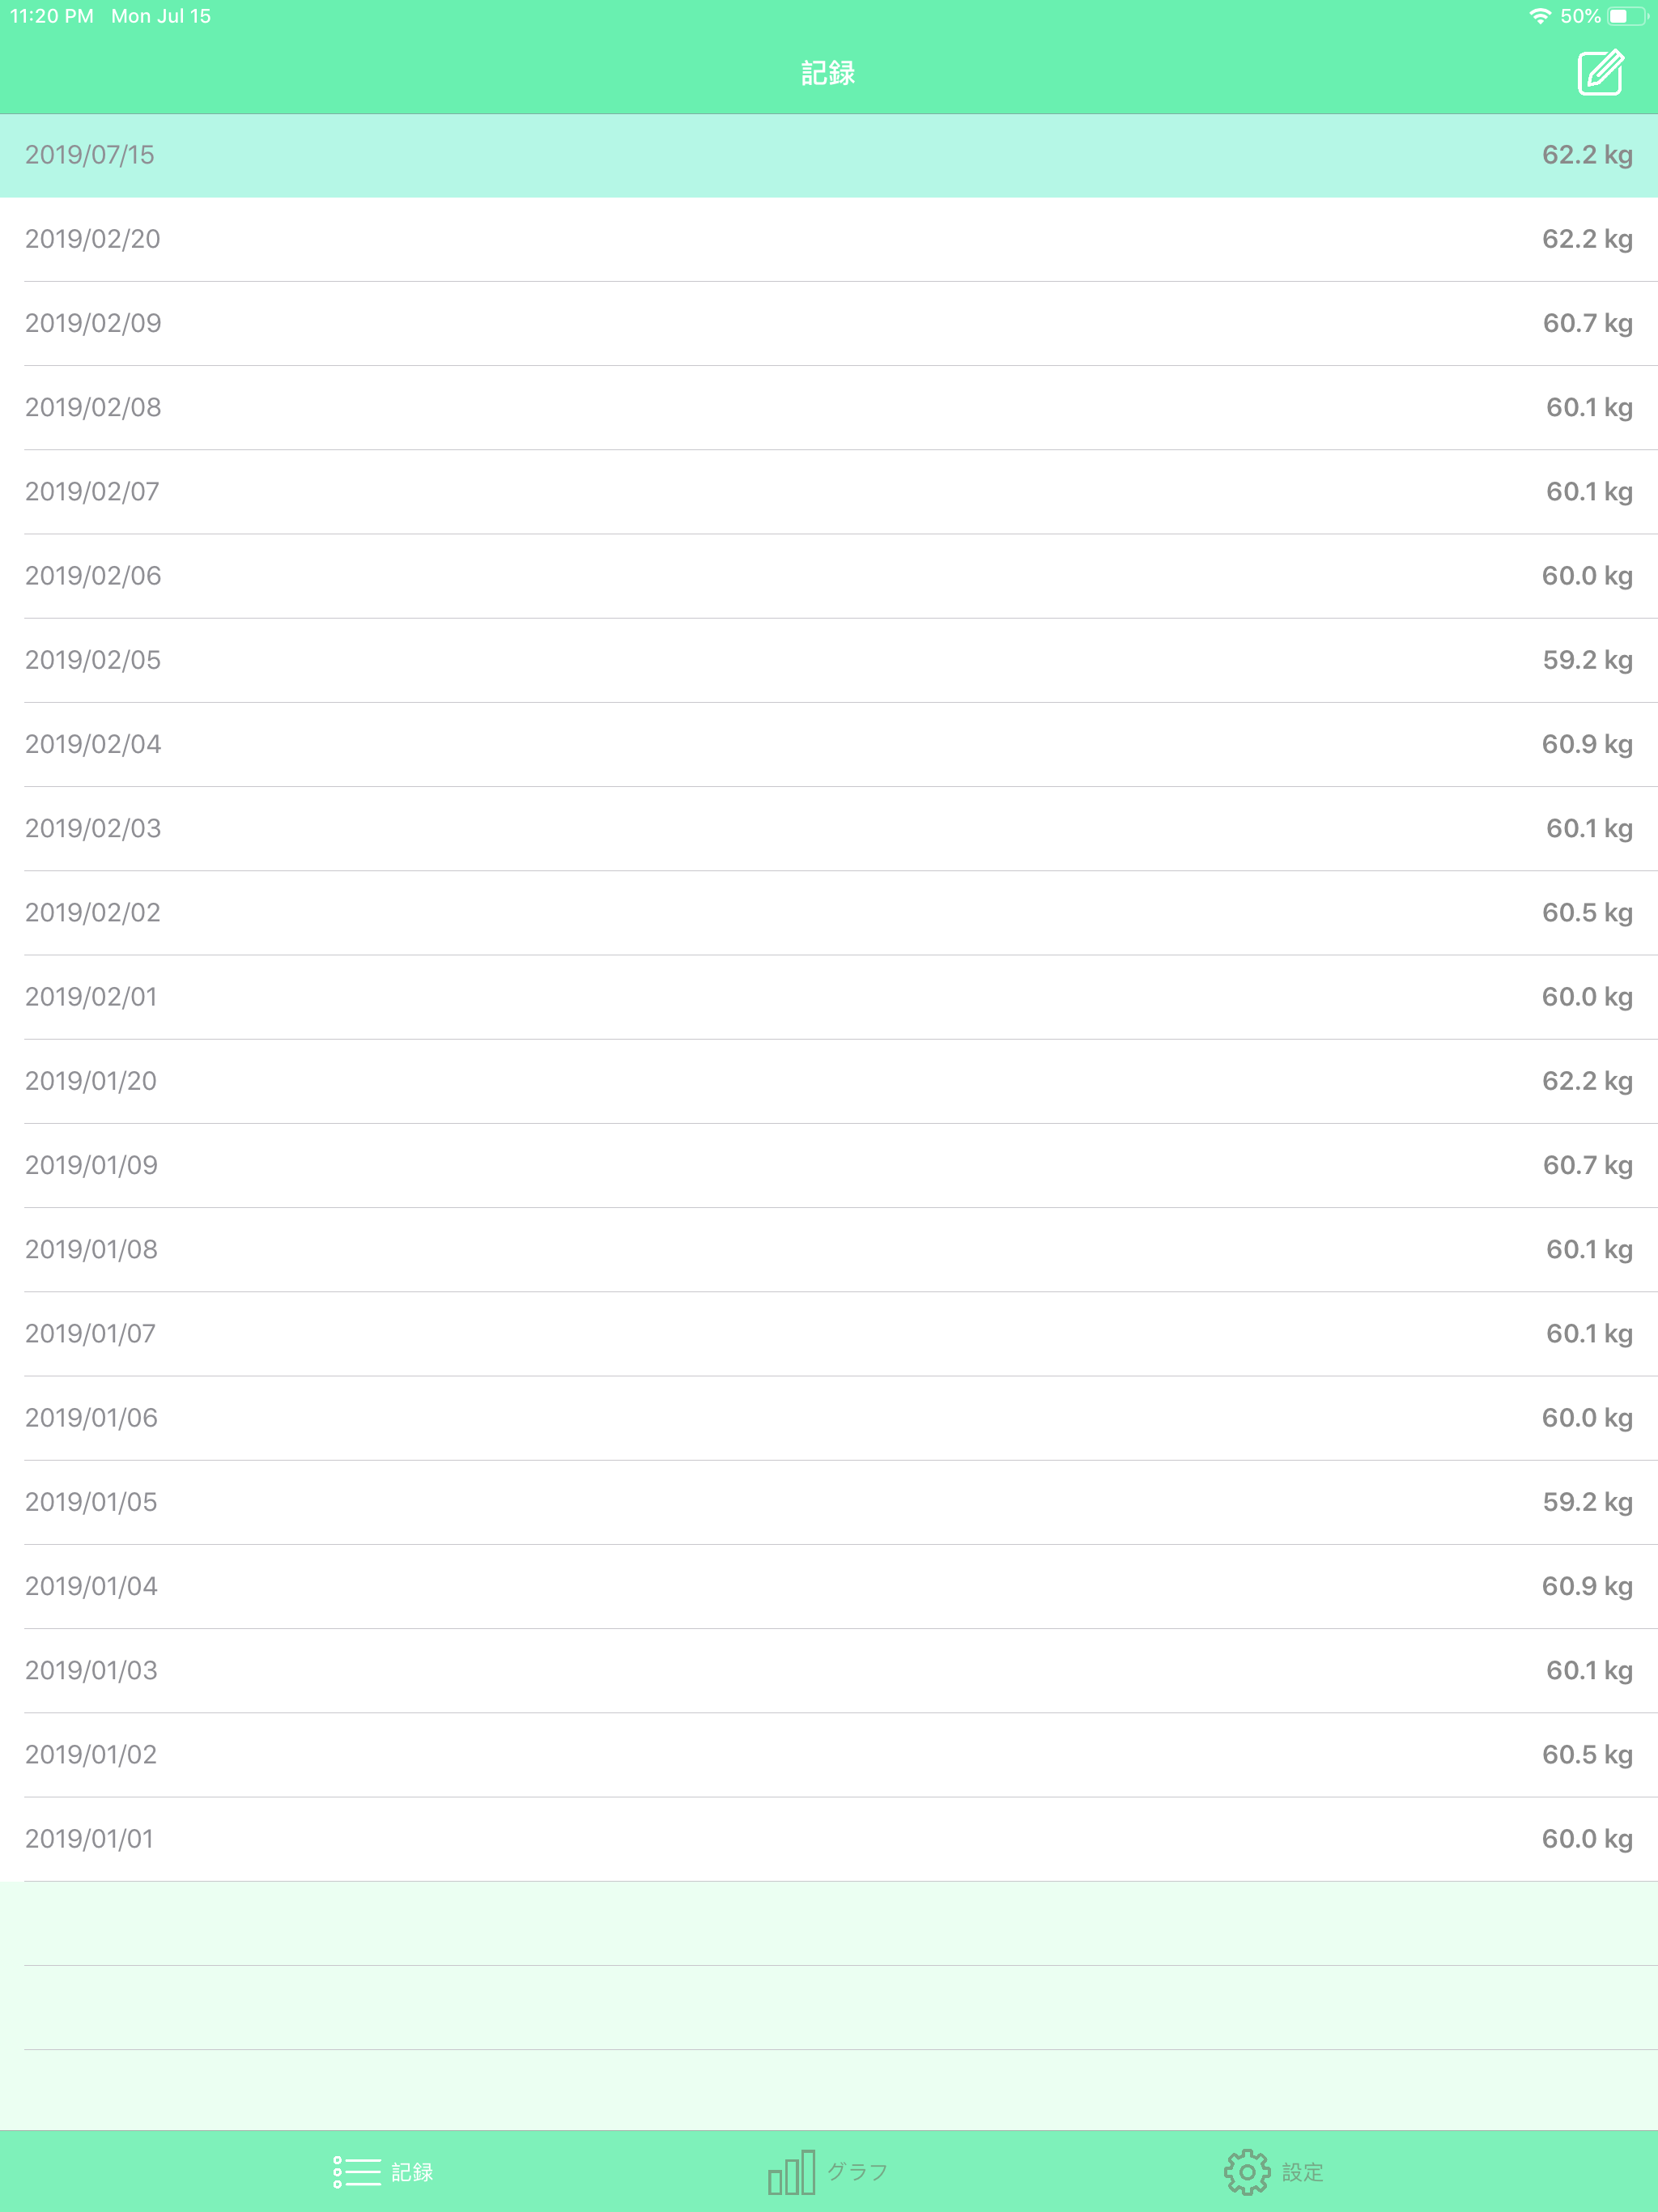 11:20 PM Mon Jul 15 50%
記録
2019/07/15 62.2 kg
2019/02/20 62.2 kg
2019/02/09 60.7 kg
2019/02/08 60.1 kg
2019/02/07 60.1 kg
2019/02/06 60.0 kg
2019/02/05 59.2 kg
2019/02/04 60.9 kg
2019/02/03 60.1 kg
2019/02/02 60.5 kg
2019/02/01 60.0 kg
2019/01/20 62.2 kg
2019/01/09 60.7 kg
2019/01/08 60.1 kg
2019/01/07 60.1 kg
2019/01/06 60.0 kg
2019/01/05 59.2 kg
2019/01/04 60.9 kg
2019/01/03 60.1 kg
2019/01/02 60.5 kg
2019/01/01 60.0 kg
記録 グラフ 設定